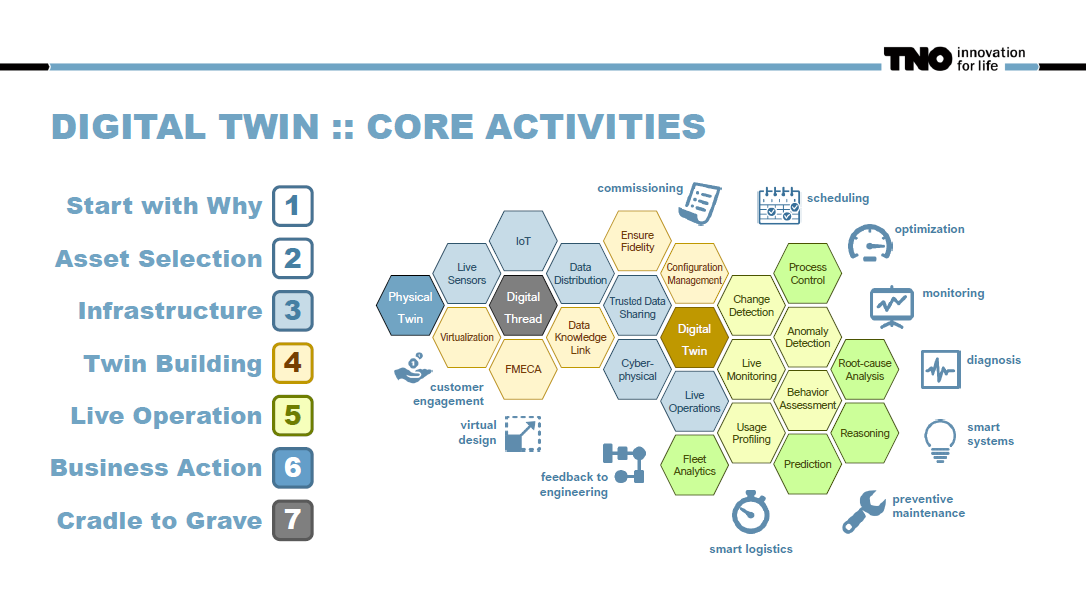 TNO innovation
for life
DIGITAL TWIN :: CORE ACTIVITIES
Start with Why 1
Asset Selection 2
Infrastructure 3
Twin Building 4
Live Operation 5
Business Action 6
Cradle to Grave 7
commissioning
scheduling
optimization
monitoring
diagnosis
smart
systems
preventive
maintenance
smart logistics
feedback to
engineering
virtual
design
customer
engagement
Physical
Twin
Live
Sensors
Virtualization
IoT
Digital
Thread
FMECA
Data
Distribution
Data
Knowledge
Link
Ensure
Fidelity
Trusted Data
Sharing
Cyber-
physical
Configuration
Management
Digital
Twin
Live
Operations
Fleet
Analytics
Change
Detection
Live
Monitoring
Usage
Profiling
Process
Control
Anomaly
Detection
Behavior
Assessment
Prediction
Root-cause
Analysis
Reasoning